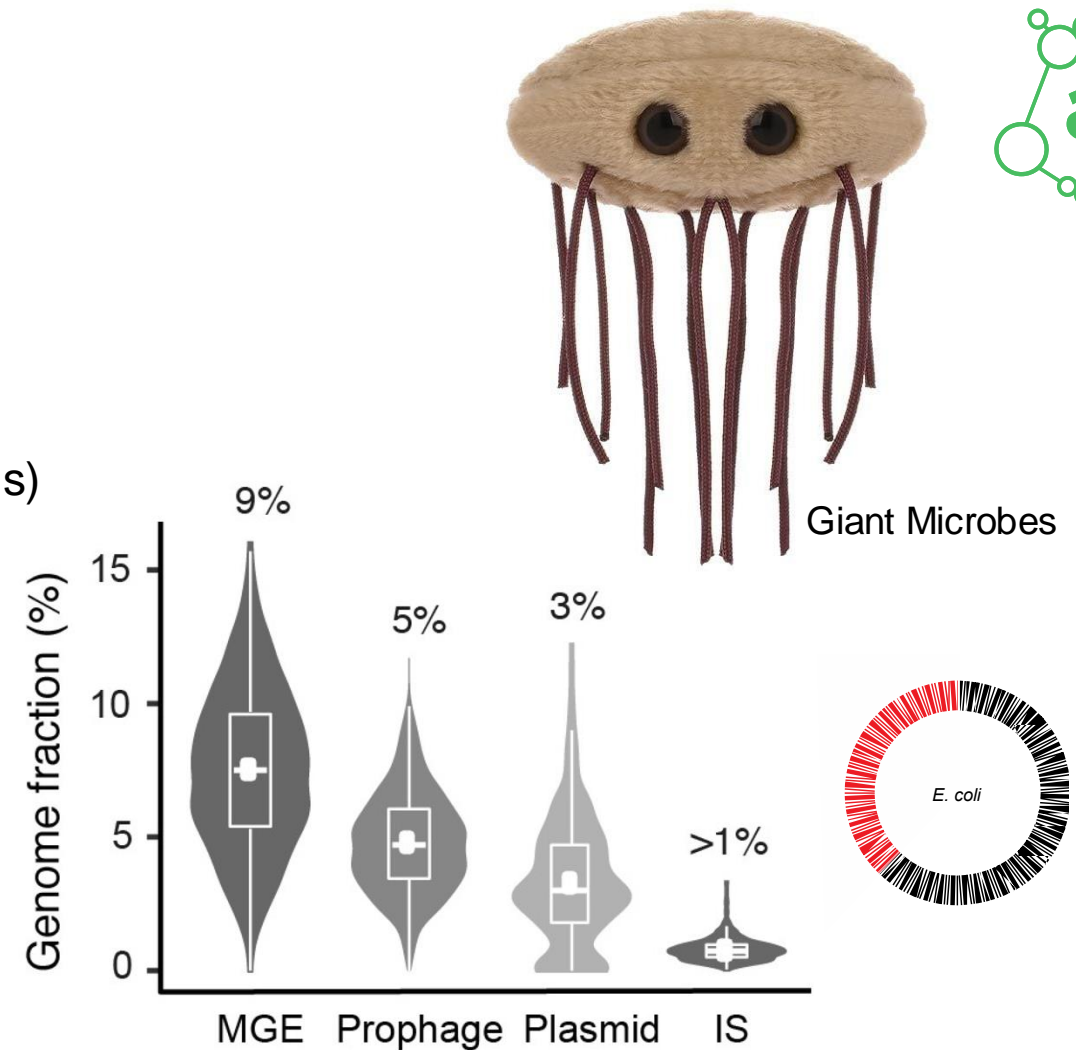 Giant Microbes
s)
9%
5%
3%
>1%
15
10
5
0
Genome fraction (%)
MGE Prophage Plasmid IS
E. coli